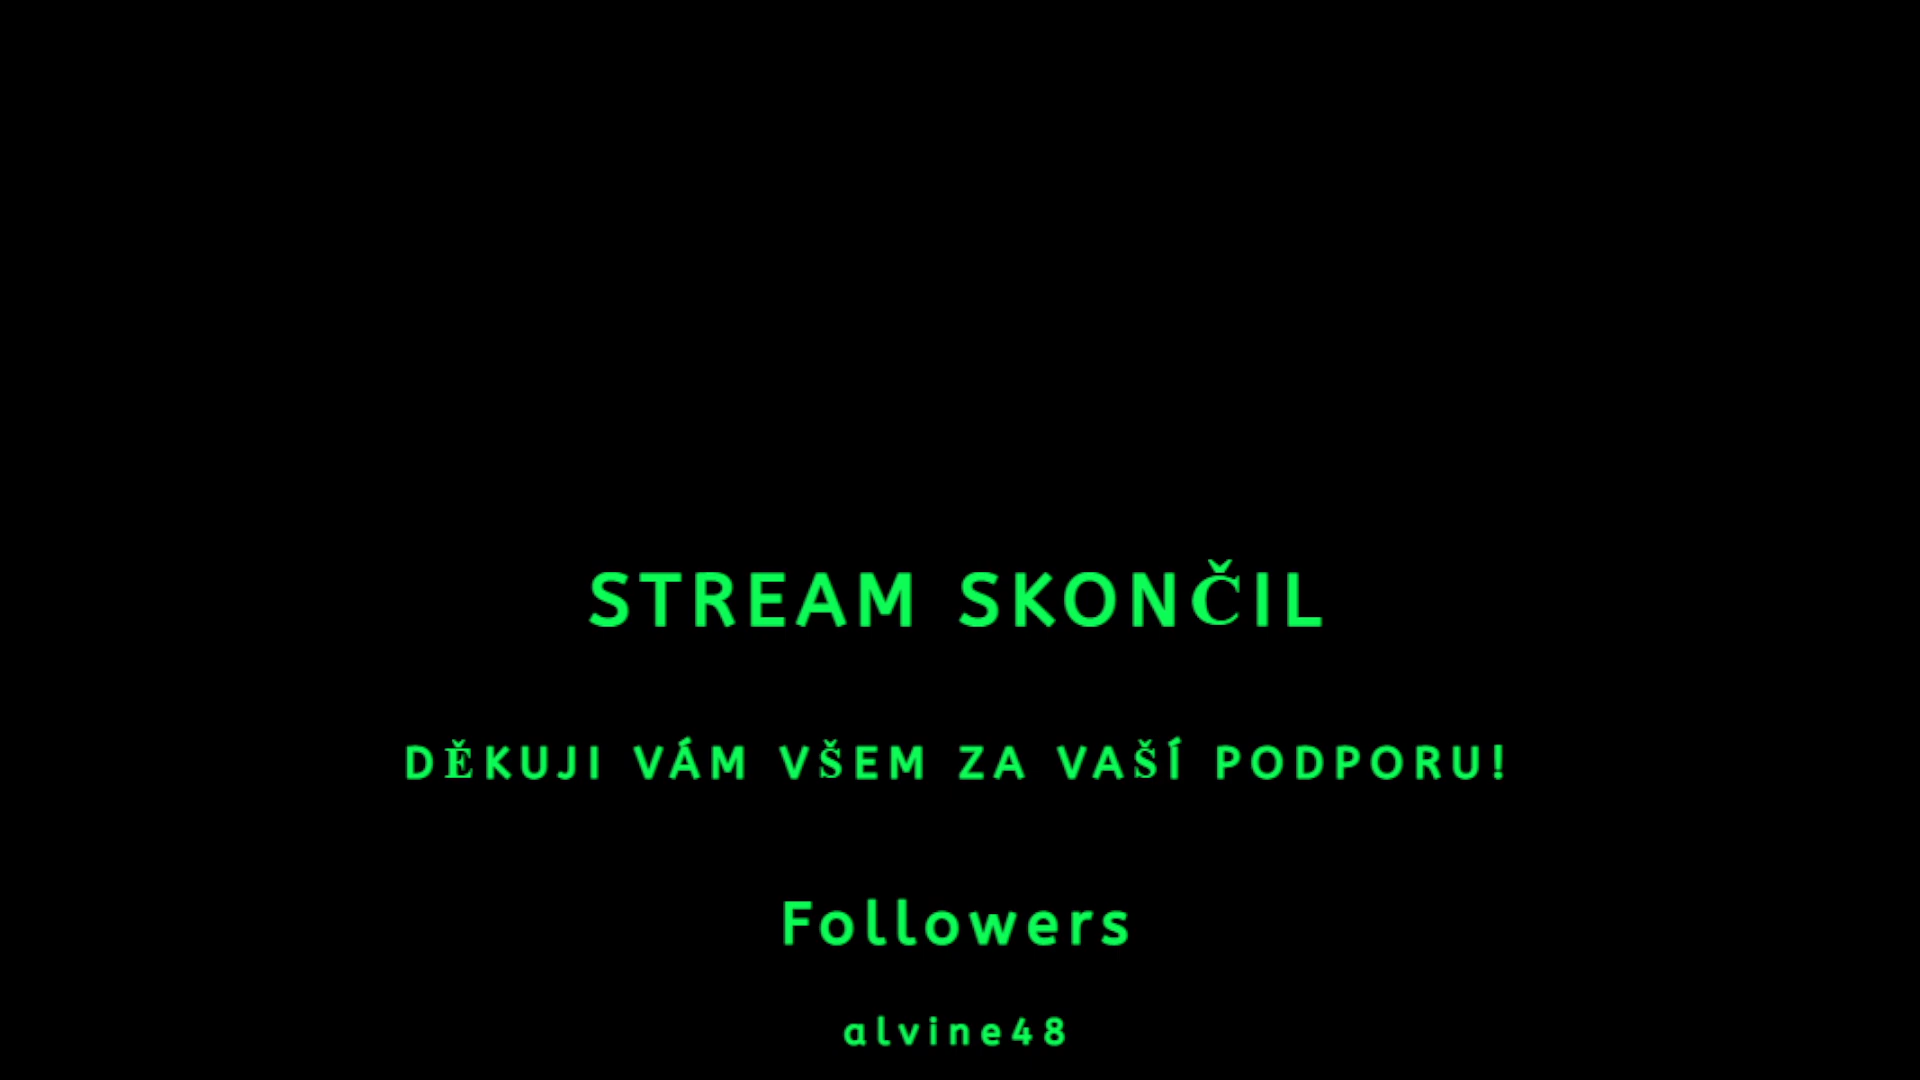 STREAM SKONČIL
DĚKUJI VÁM VŠEM ZA VAŠÍ PODPORU!
Followers
alvine48